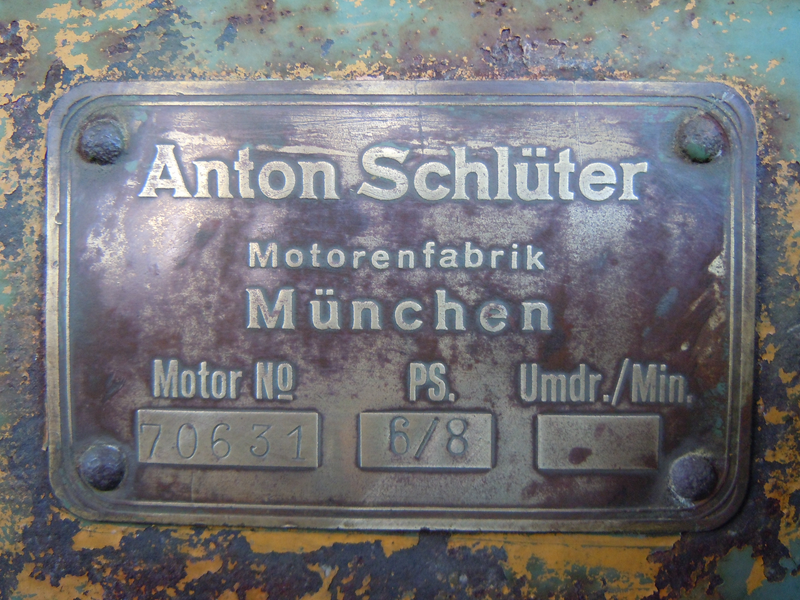 Anton Schlüter
Motorenfabrik
München
Motor Nº PS. Umdr./Min.
70631 6/8